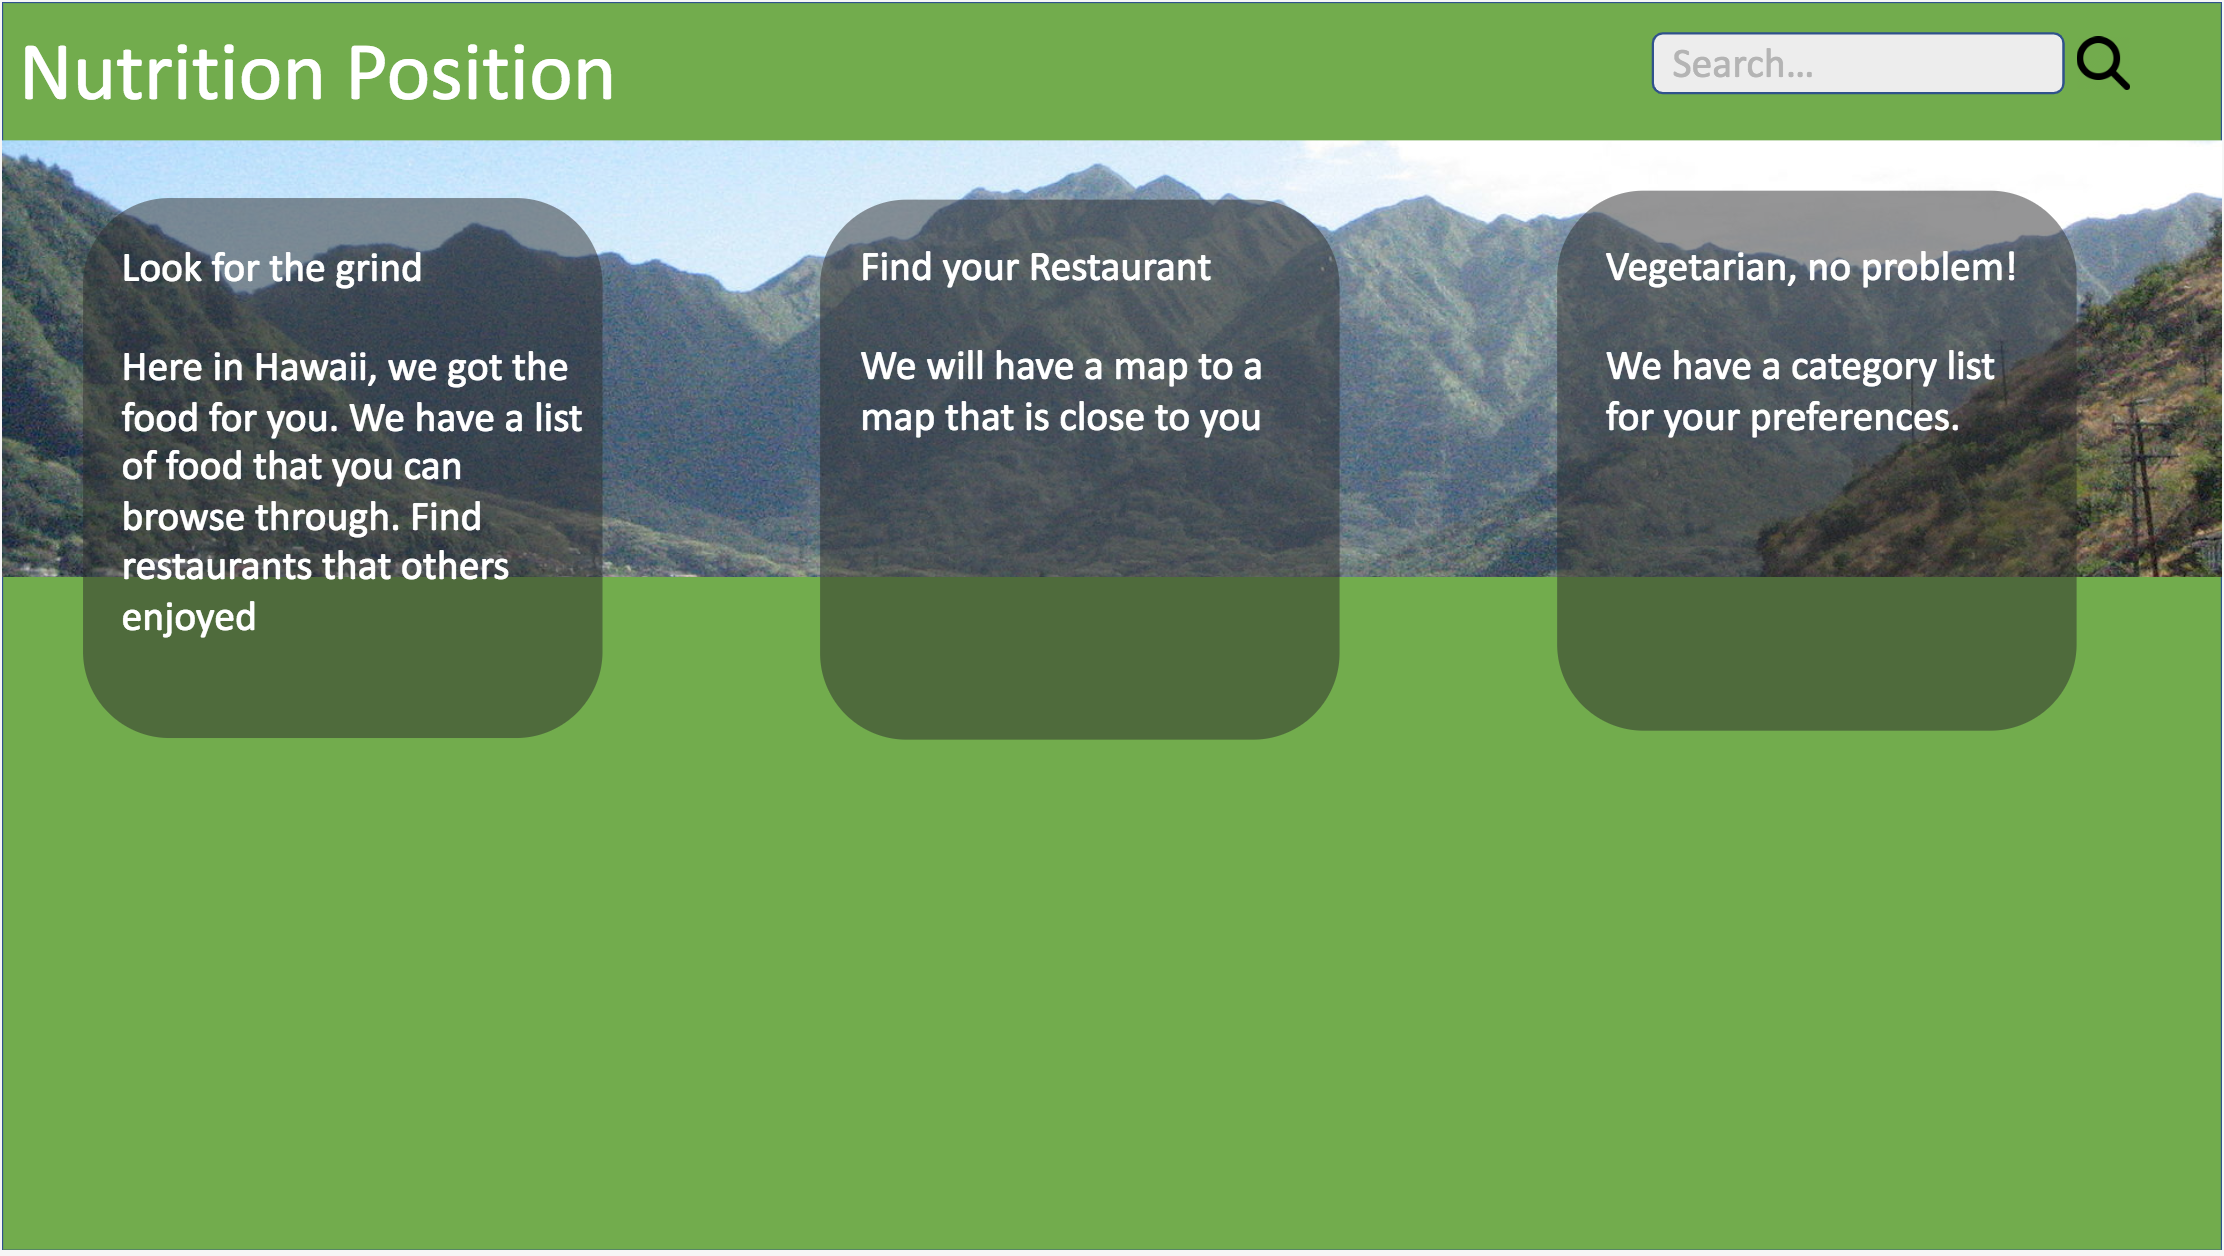 Nutrition Position
Search...
Look for the grind
Here in Hawaii, we got the
food for you. We have a list
of food that you can
browse through. Find
restaurants that others
enjoyed
Find your Restaurant
We will have a map to a
map that is close to you
Vegetarian, no problem!
We have a category list
for your preferences.